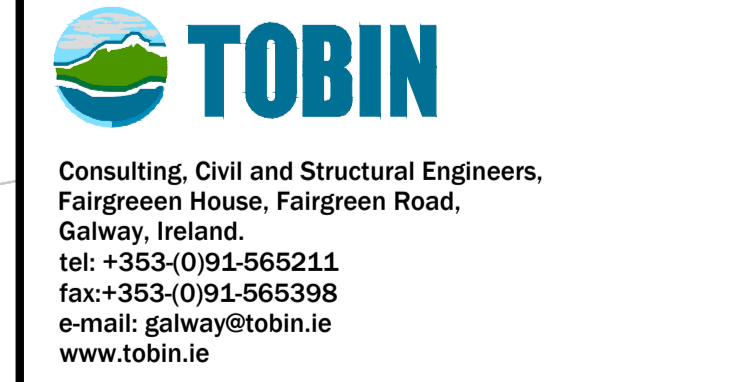 TOBIN
Consulting, Civil and Structural Engineers,
Fairgreeen House, Fairgreen Road,
Galway, Ireland.
tel: +353-(0)91-565211
fax:+353-(0)91-565398
e-mail: galway@tobin.ie
www.tobin.ie